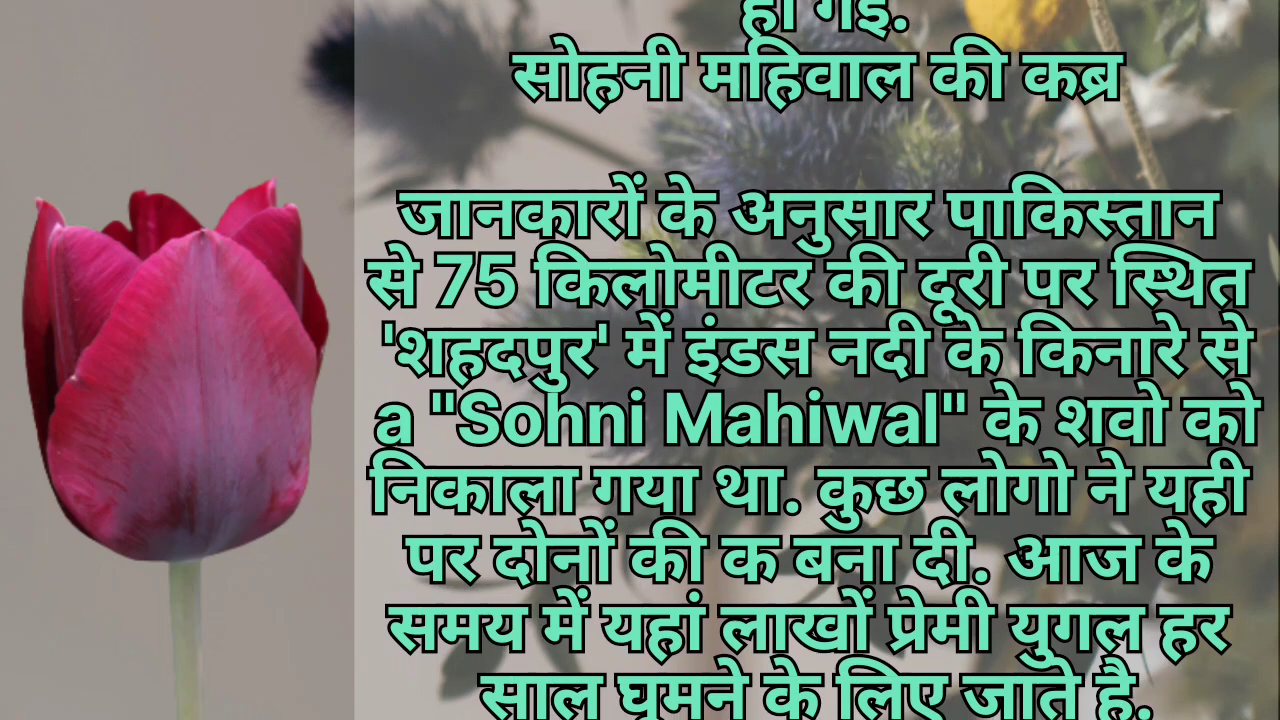 हो गई.
सोहनी महिवाल की कब्र
जानकारों के अनुसार पाकिस्तान
से 75 किलोमीटर की दूरी पर स्थित
'शहदपुर' में इंडस नदी के किनारे से
a "Sohni Mahiwal" के शवो को
निकाला गया था. कुछ लोगो ने यही
पर दोनों की क बना दी. आज के
समय में यहां लाखों प्रेमी युगल हर
साल घूमने के लिए जाते है.